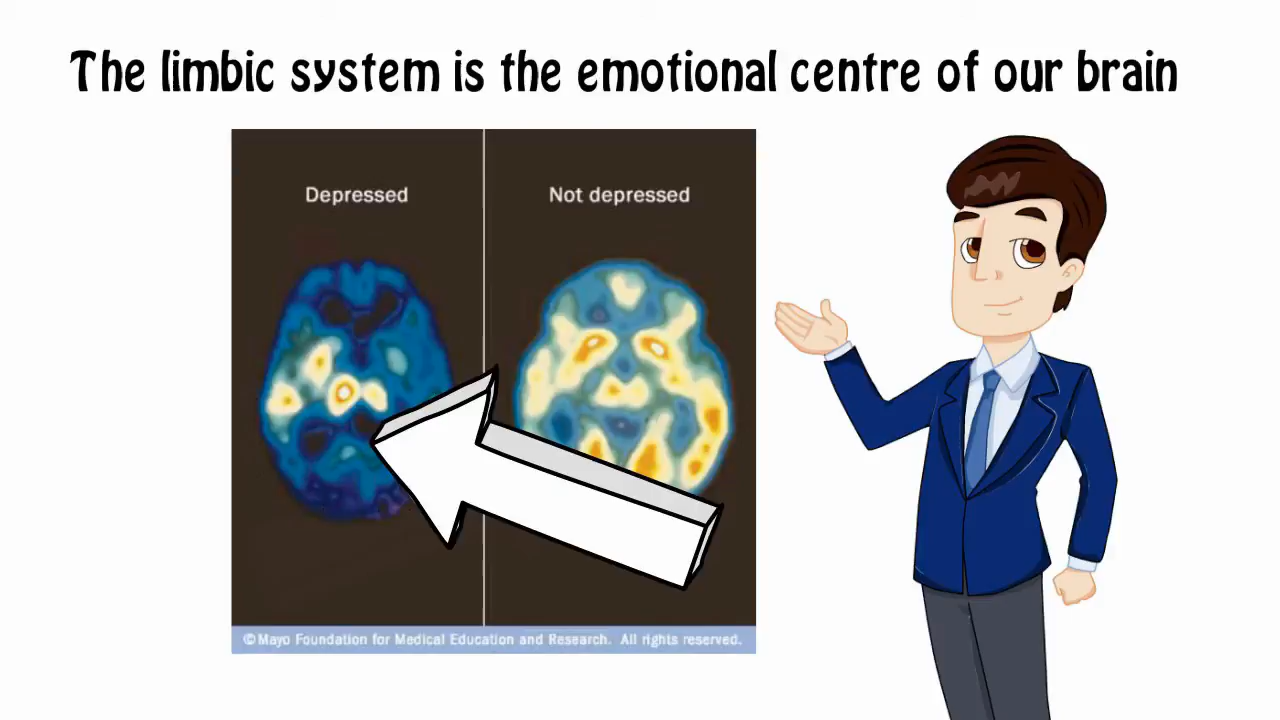 The limbic system is the emotional centre of our brain
Depressed
Not depressed
©Mayo Foundation for Medical Education and Research. All rights reserved.